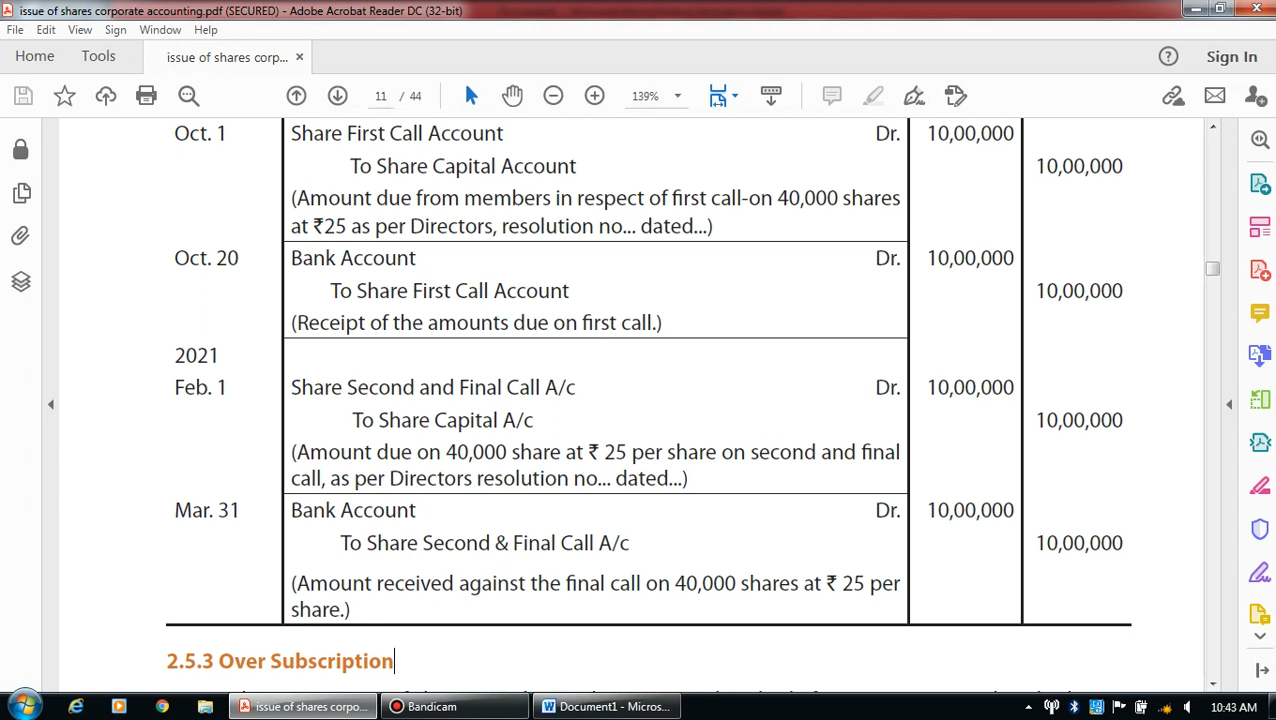 issue of shares corporate accounting.pdf (SECURED) - Adobe Acrobat Reader DC (32-bit)
File Edit View Sign Window Help
Home Tools issue of shares corp... × Sign In
11 / 44 139%
Oct. 1 Share First Call Account Dr. 10,00,000
To Share Capital Account 10,00,000
(Amount due from members in respect of first call-on 40,000 shares
at ₹25 as per Directors, resolution no... dated...)
Oct. 20 Bank Account Dr. 10,00,000
To Share First Call Account 10,00,000
(Receipt of the amounts due on first call.)
2021
Feb. 1 Share Second and Final Call A/c Dr. 10,00,000
To Share Capital A/c 10,00,000
(Amount due on 40,000 share at ₹ 25 per share on second and final
call, as per Directors resolution no... dated...)
Mar. 31 Bank Account Dr. 10,00,000
To Share Second & Final Call A/c 10,00,000
(Amount received against the final call on 40,000 shares at ₹ 25 per
share.)
2.5.3 Over Subscription
issue of shares corpo... Bandicam Document1 - Micros... 10:43 AM